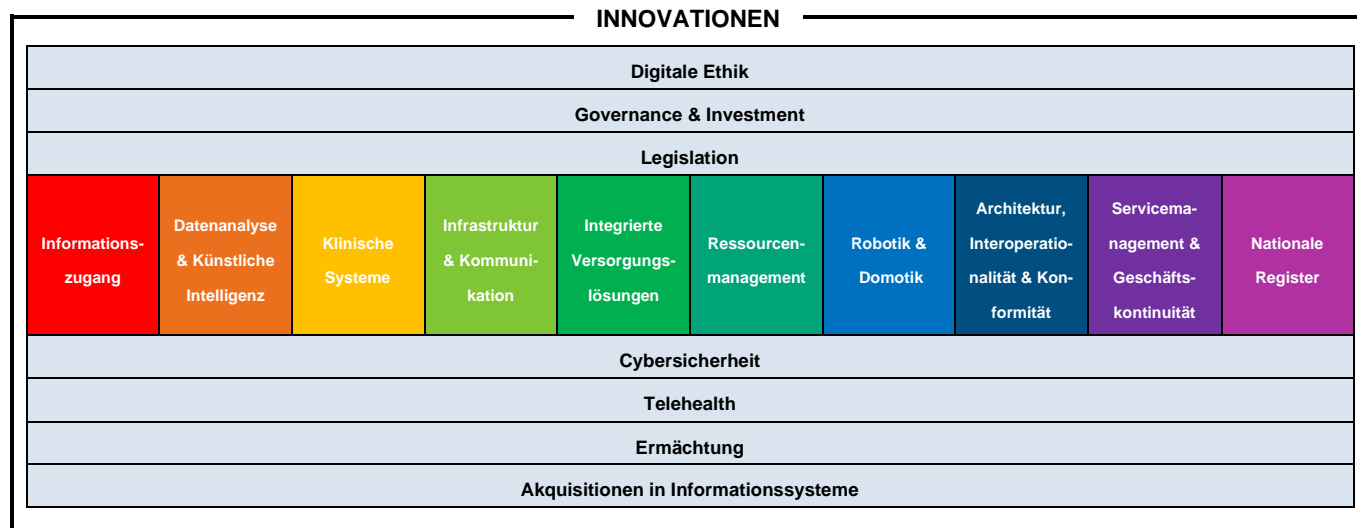 INNOVATIONEN
Digitale Ethik
Governance & Investment
Legislation
Informations-
zugang
Datenanalyse
& Künstliche
Intelligenz
Klinische
Systeme
Infrastruktur
& Kommuni-
kation
Integrierte
Versorgungs-
lösungen
Ressourcen-
management
Robotik &
Domotik
Architektur,
Interoperatio-
nalität & Kon-
formität
Servicema-
nagement &
Geschäfts-
kontinuität
Nationale
Register
Cybersicherheit
Telehealth
Ermächtung
Akquisitionen in Informationssysteme